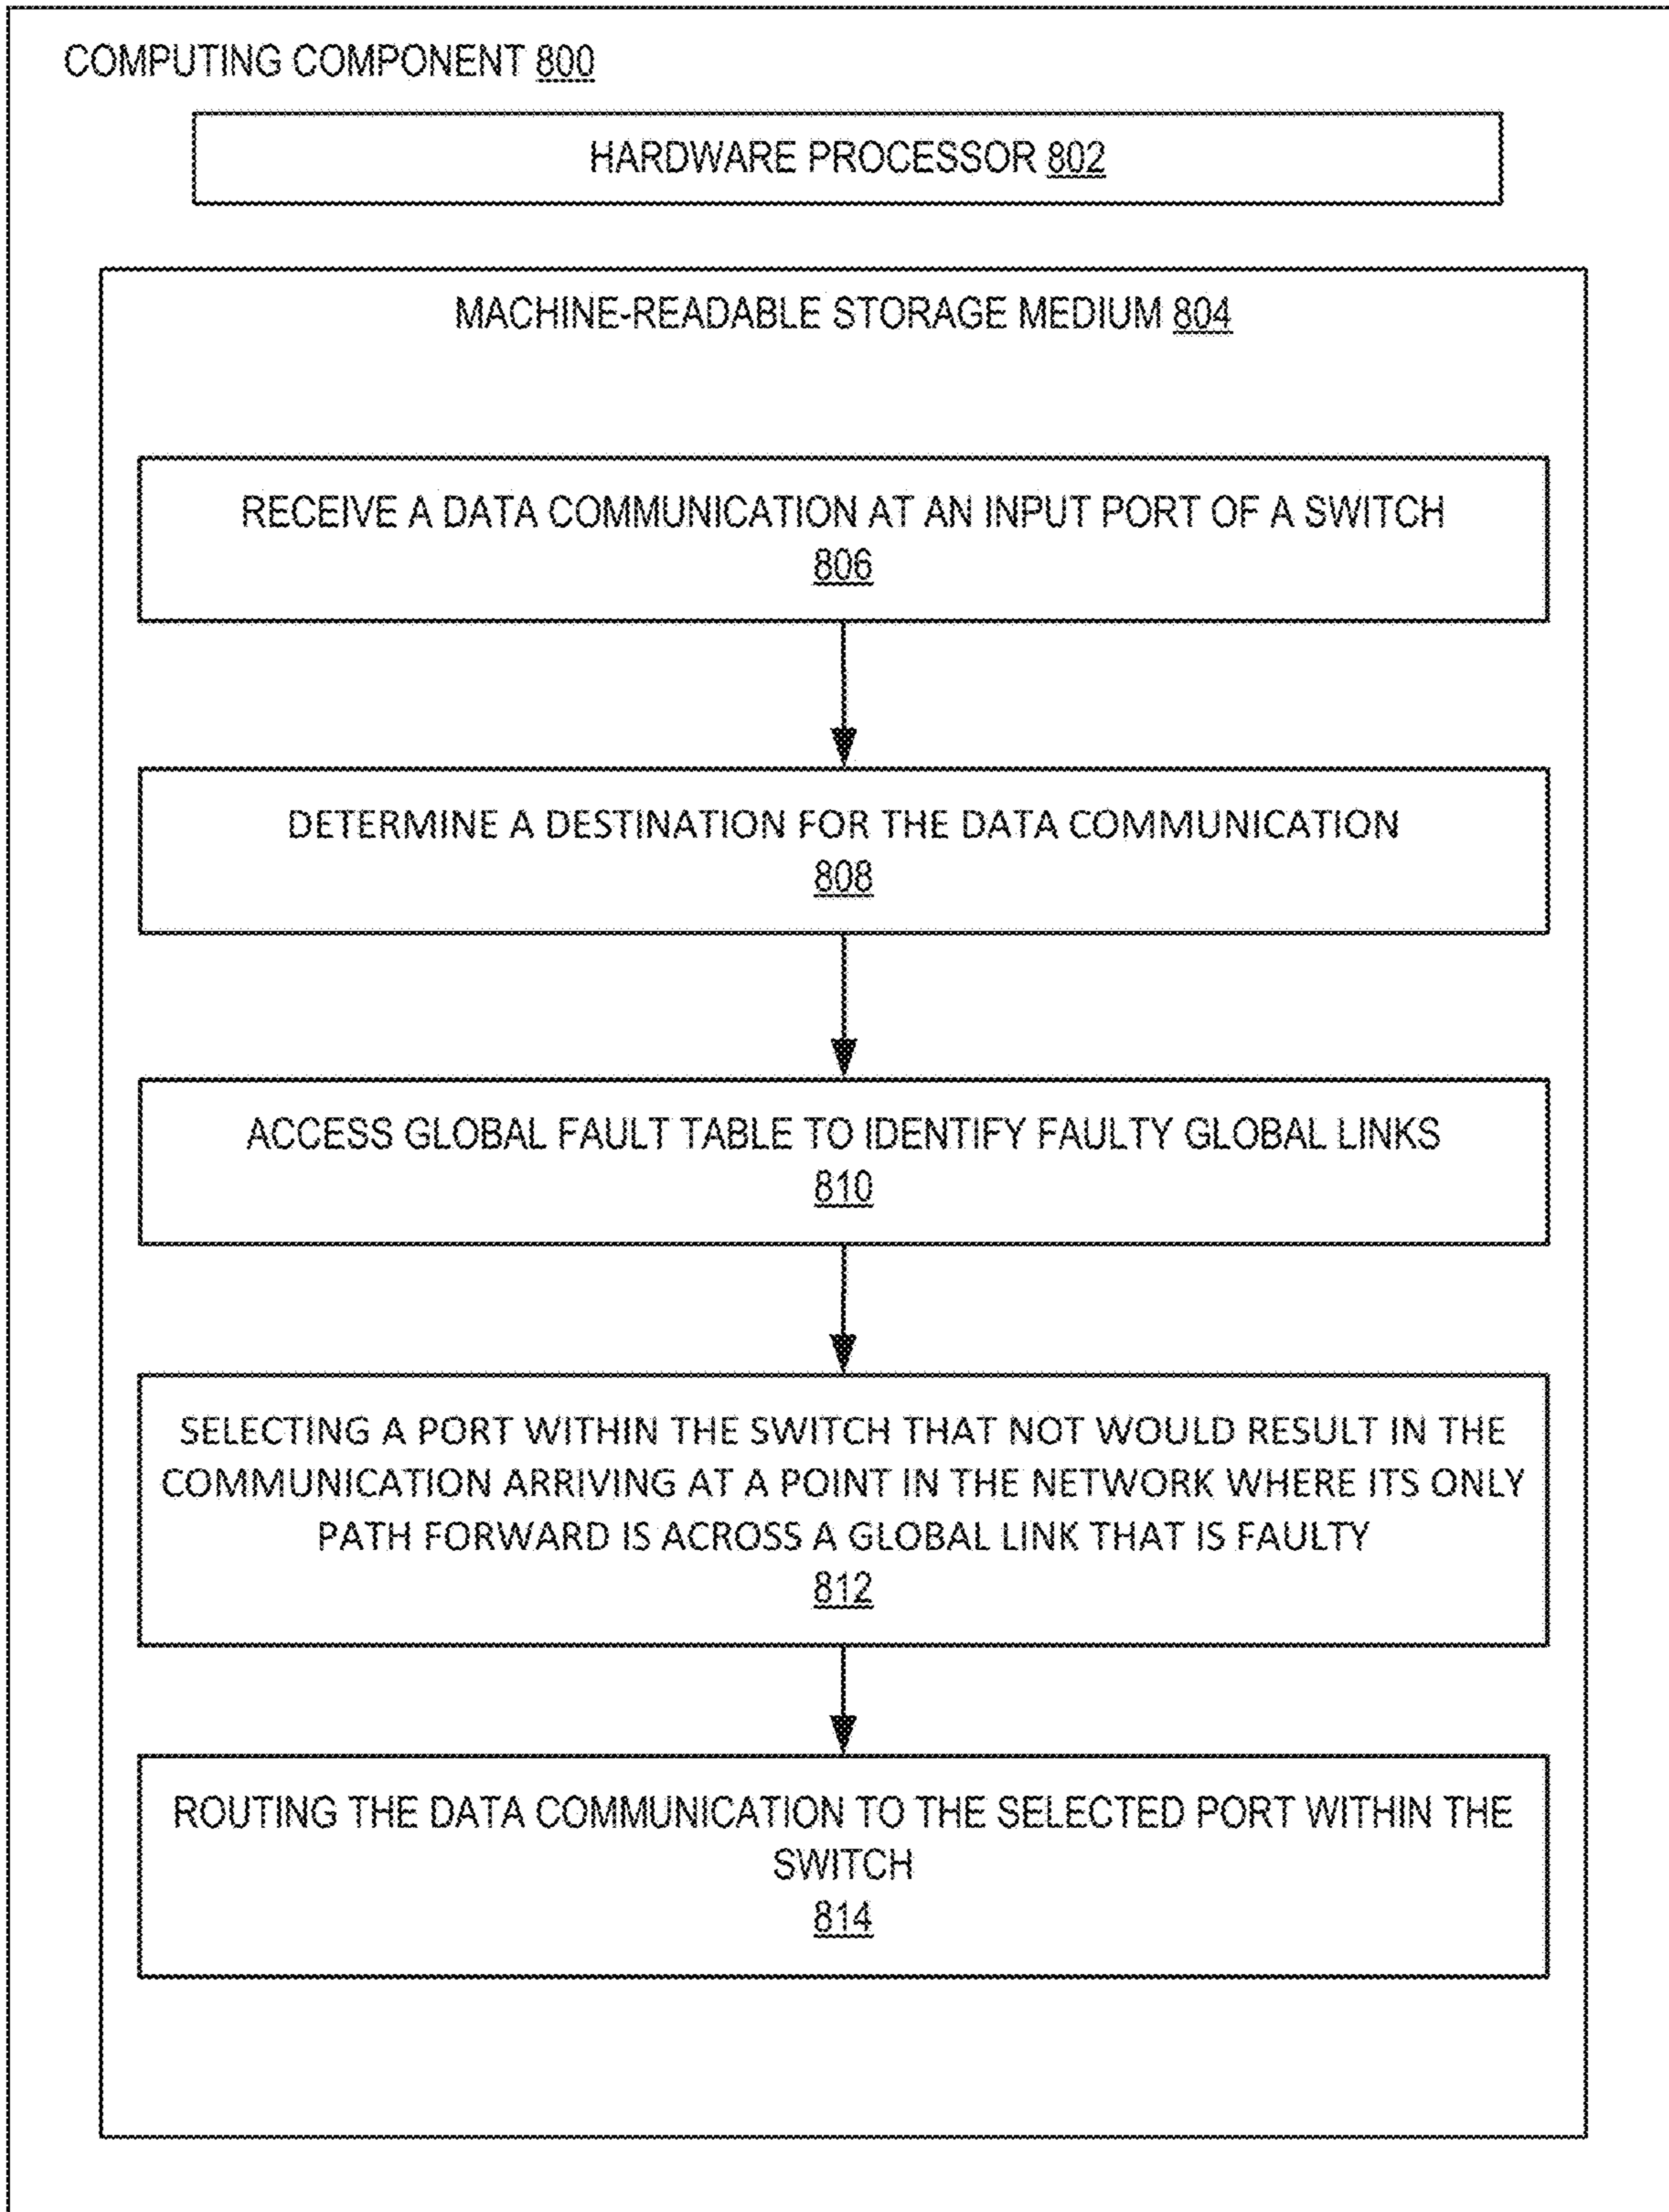 COMPUTING COMPONENT 800
HARDWARE PROCESSOR 802
MACHINE-READABLE STORAGE MEDIUM 804
RECEIVE A DATA COMMUNICATION AT AN INPUT PORT OF A SWITCH
806
DETERMINE A DESTINATION FOR THE DATA COMMUNICATION
808
ACCESS GLOBAL FAULT TABLE TO IDENTIFY FAULTY GLOBAL LINKS
810
SELECTING A PORT WITHIN THE SWITCH THAT NOT WOULD RESULT IN THE
COMMUNICATION ARRIVING AT A POINT IN THE NETWORK WHERE ITS ONLY
PATH FORWARD IS ACROSS A GLOBAL LINK THAT IS FAULTY
812
ROUTING THE DATA COMMUNICATION TO THE SELECTED PORT WITHIN THE
SWITCH
814